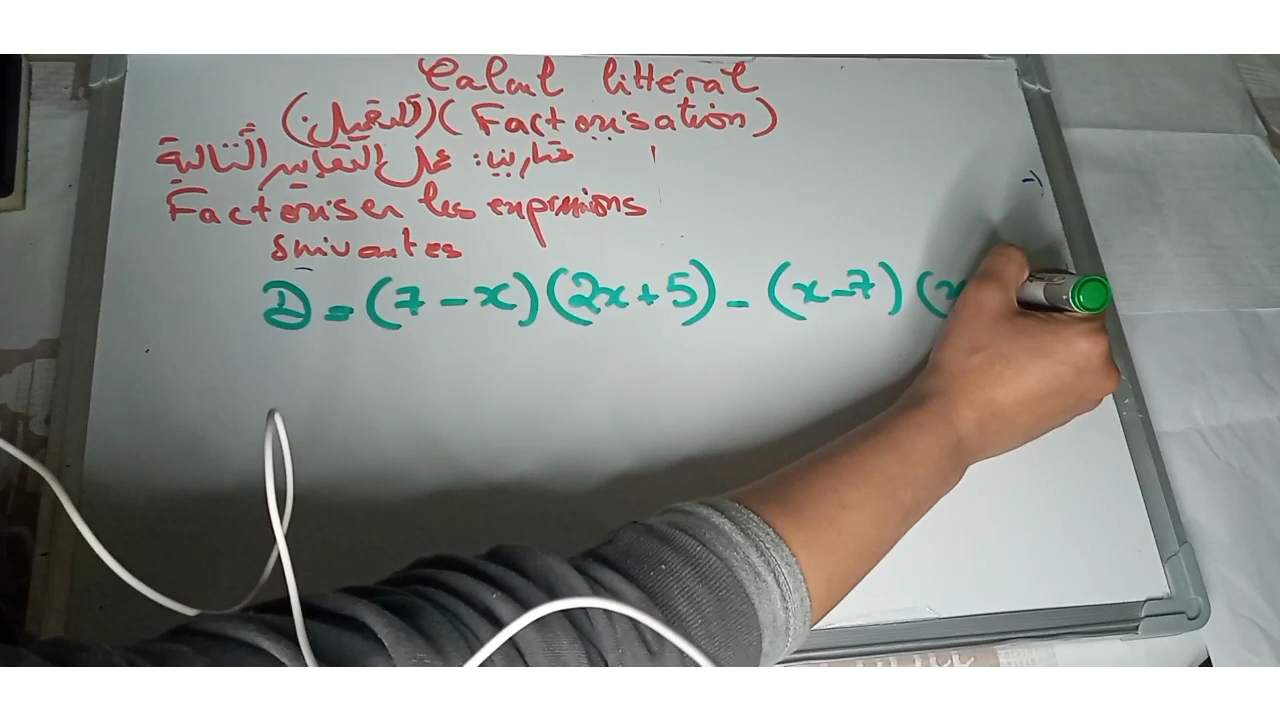 Calcul littéral
(Factorisation) (التعميل)
تمارين: عمل التعابير التالية
Factoriser les expressions
suivantes
D = (7 - x)(2x + 5) - (x - 7)(x